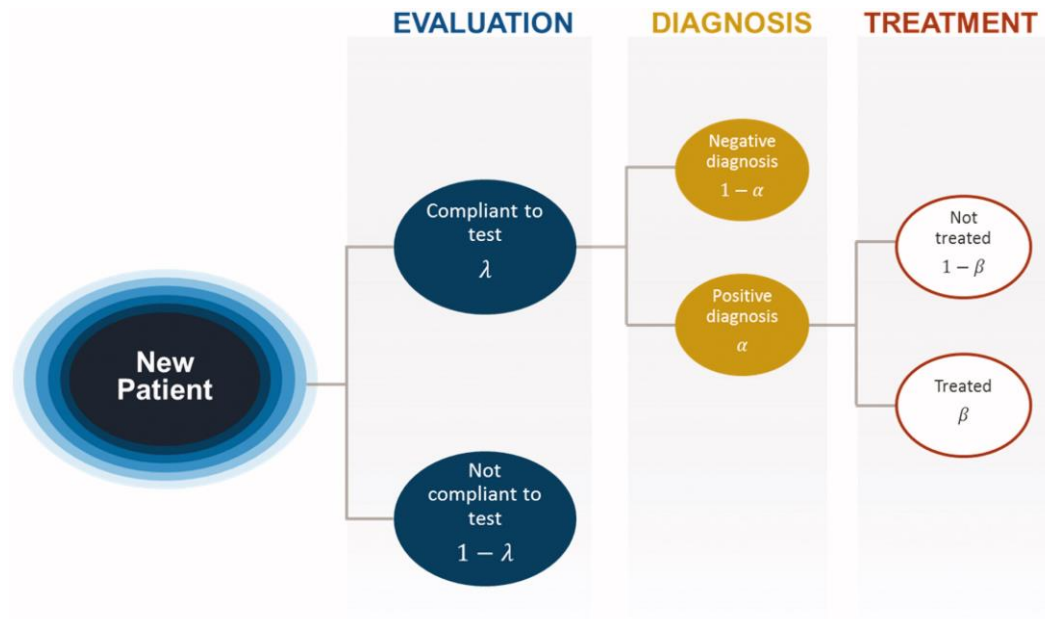 EVALUATION
DIAGNOSIS
TREATMENT
New
Patient
Compliant to
test
λ
Not
compliant to
test
1 − λ
Negative
diagnosis
1 − α
Positive
diagnosis
α
Not
treated
1 − β
Treated
β